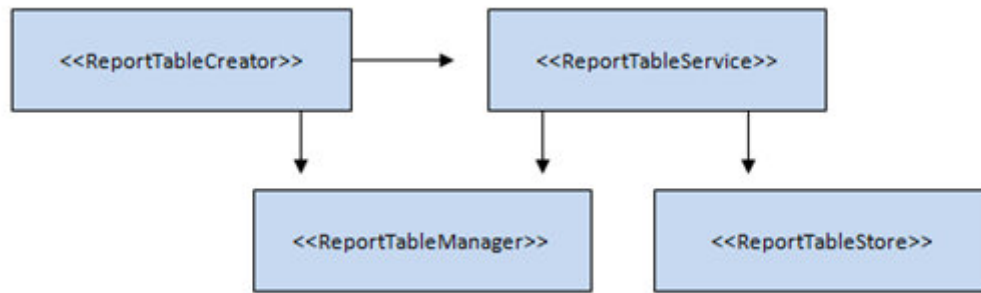 <<ReportTableCreator>>
<<ReportTableService>>
<<ReportTableManager>>
<<ReportTableStore>>